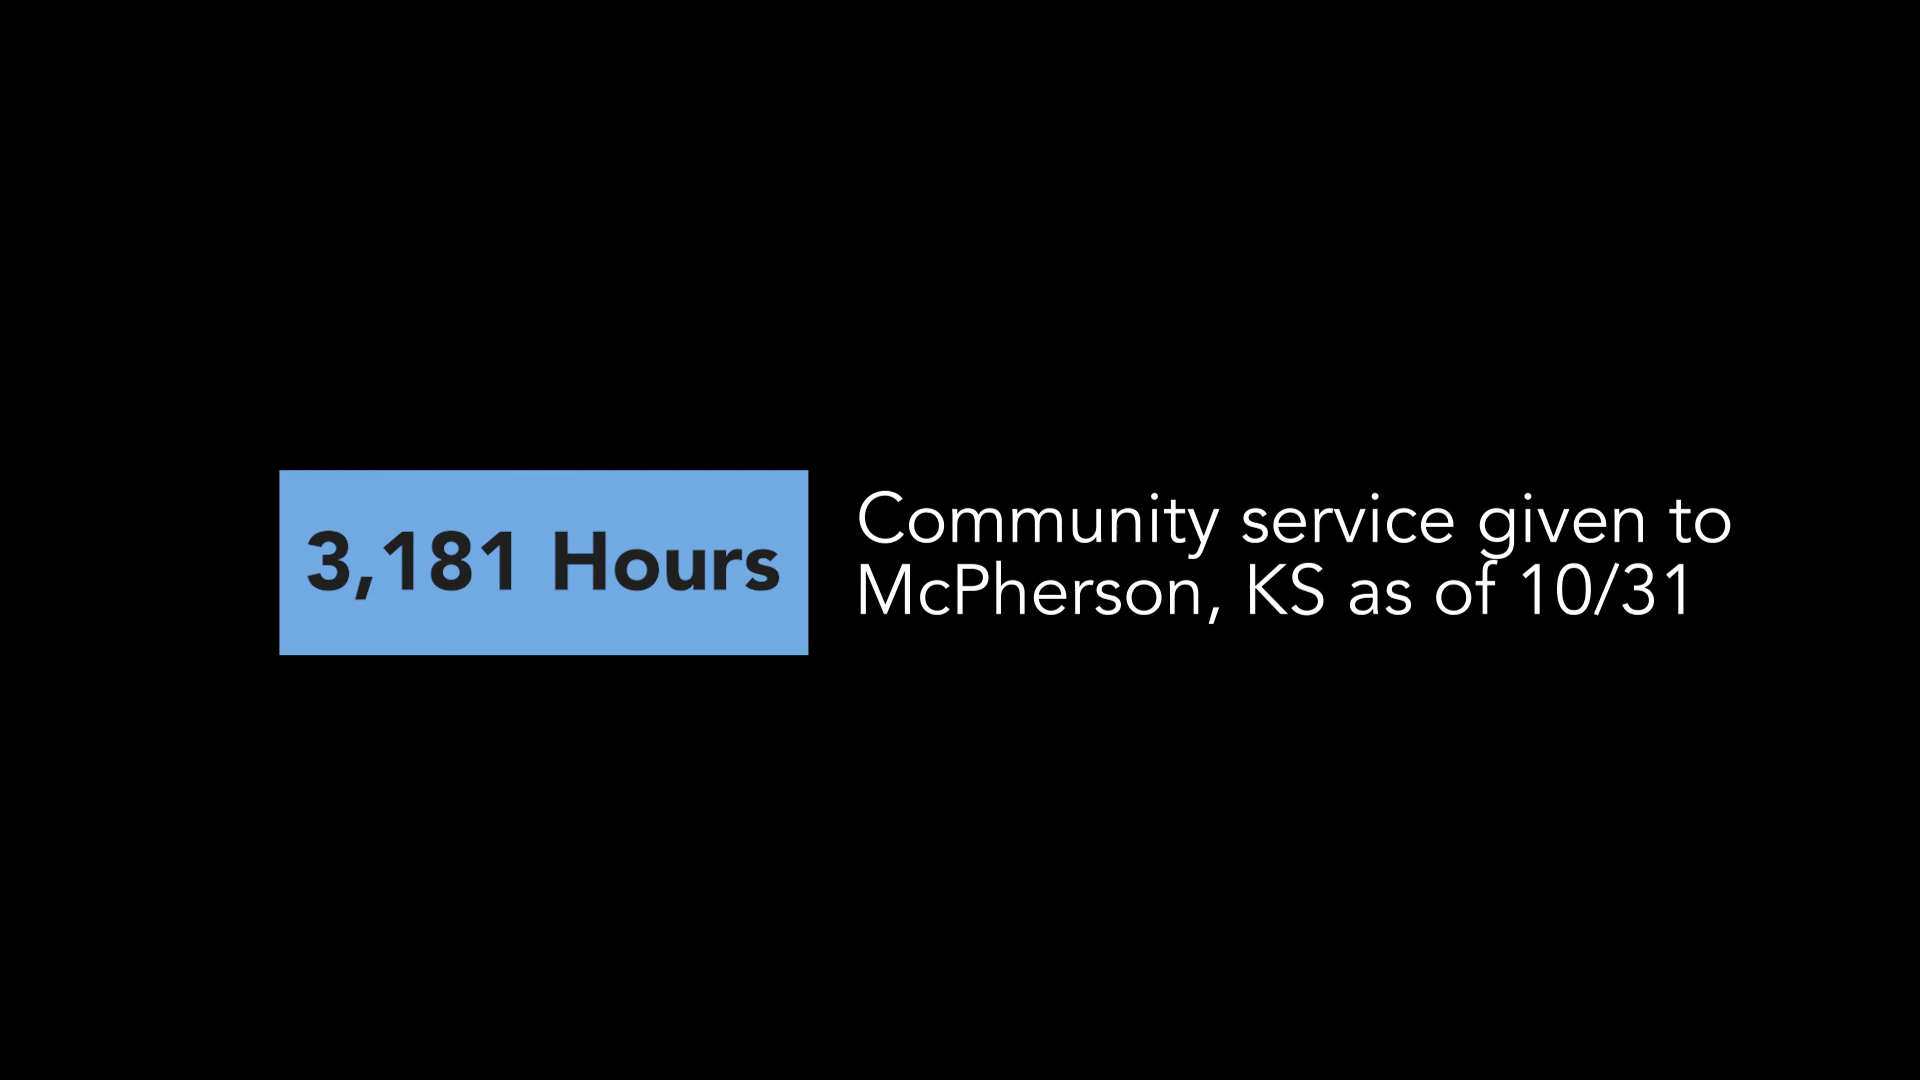 3,181 Hours
Community service given to
McPherson, KS as of 10/31